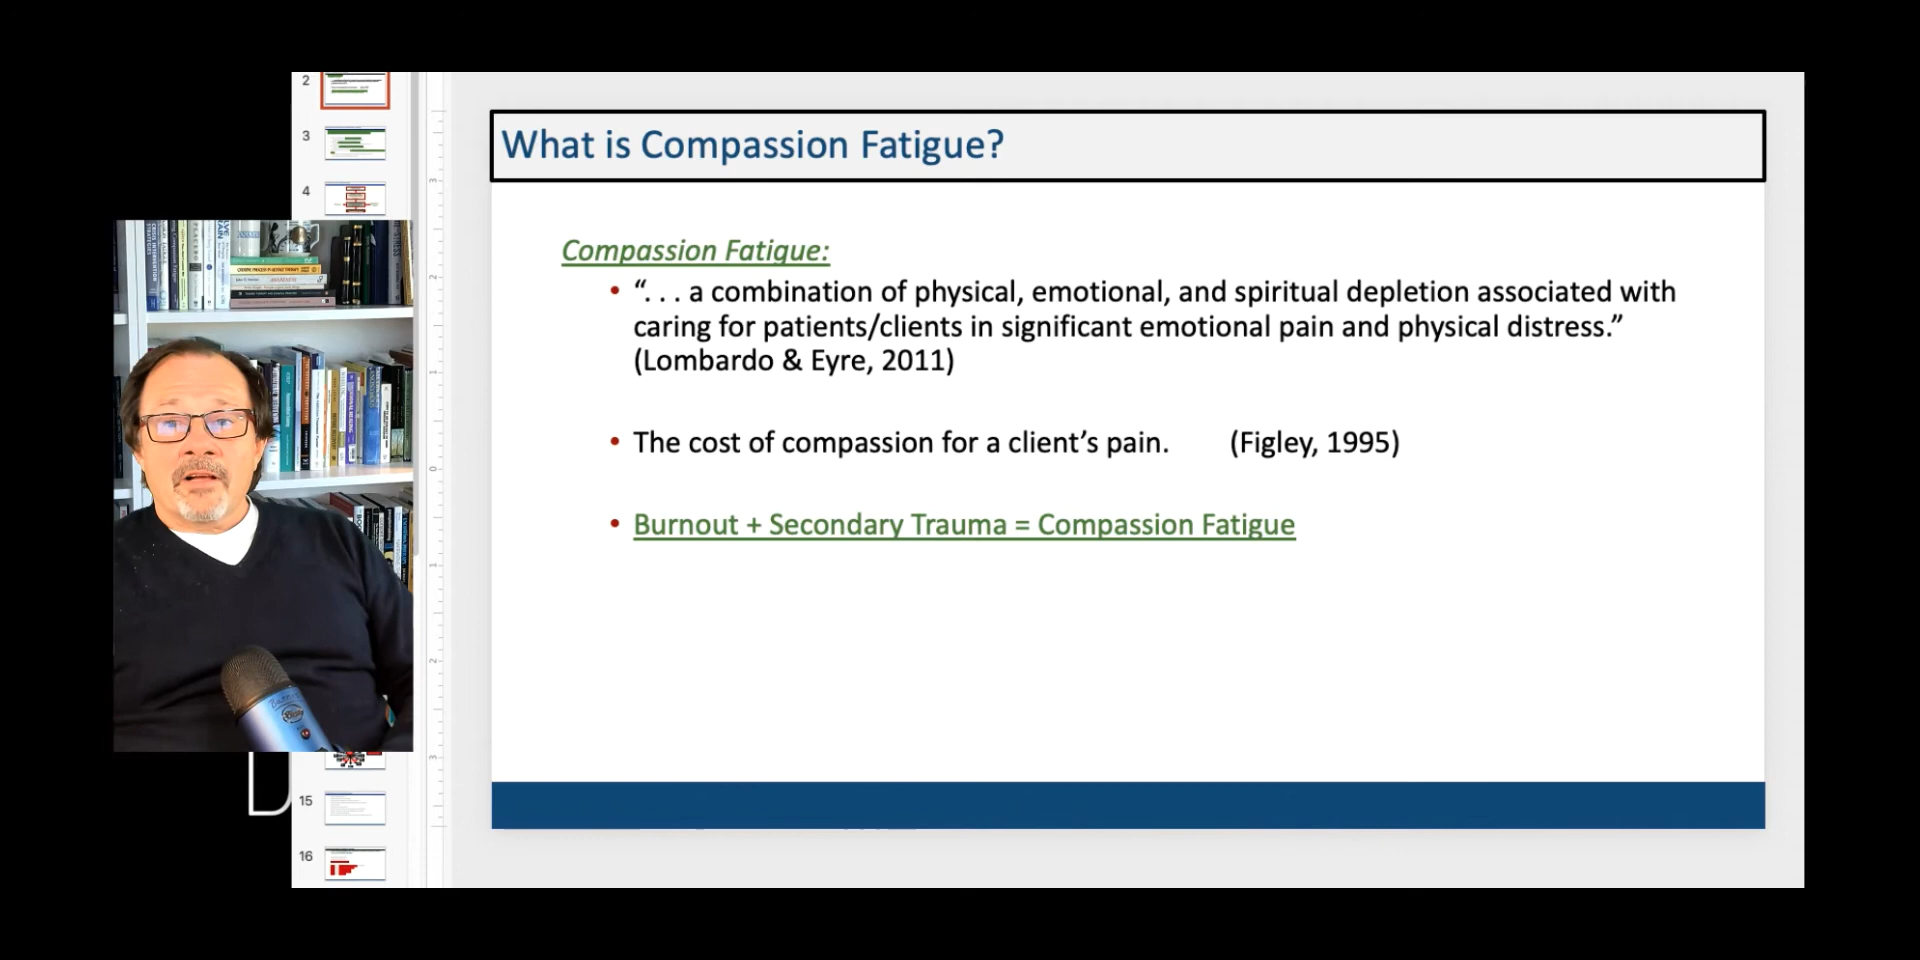 2
3
4
What is Compassion Fatigue?
Compassion Fatigue:
• “. . . a combination of physical, emotional, and spiritual depletion associated with
caring for patients/clients in significant emotional pain and physical distress.”
(Lombardo & Eyre, 2011)
• The cost of compassion for a client’s pain. (Figley, 1995)
• Burnout + Secondary Trauma = Compassion Fatigue
D
15
16